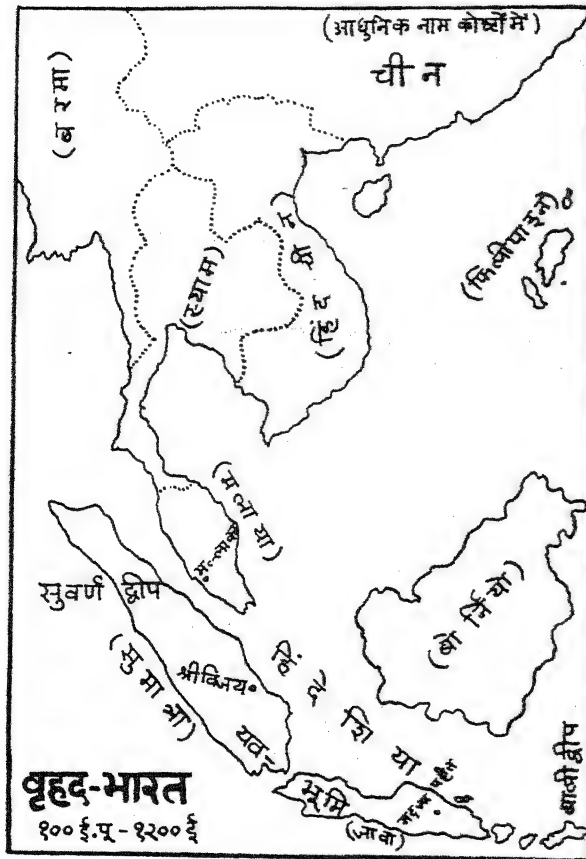 (आधुनिक नाम कोष्ठों में)
चीन
(बरमा)
(फिलीपाइन)
(स्याम)
(हिंद चीन)
(मलाया)
सुवर्ण द्वीप
(सुमात्रा)
श्रीविजय
(बोर्नियो)
हिंदेशिया
यव-
भूमि
(जावा)
बाली द्वीप
वृहद-भारत
१०० ई.पू - १२०० ई